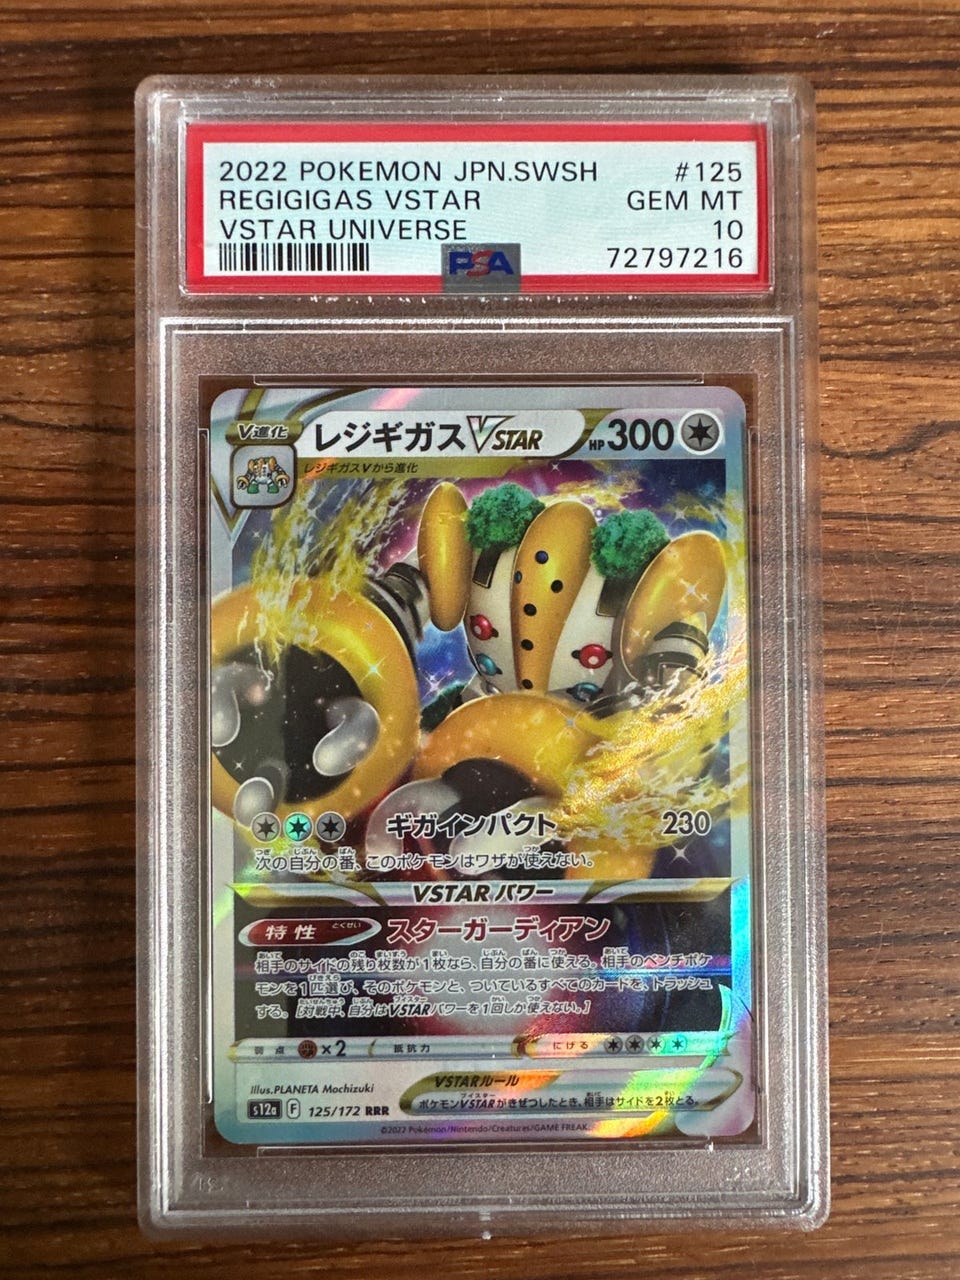 2022 POKEMON JPN.SWSH #125
REGIGIGAS VSTAR GEM MT
VSTAR UNIVERSE 10
PSA 72797216
V進化 レジギガスVSTAR HP 300
レジギガスVから進化
ギガインパクト 230
次の自分の番、このポケモンはワザが使えない。
VSTARパワー
特性 スターガーディアン
相手のサイドの残り枚数が1枚なら、自分の番に使える。相手のベンチポケ
モンを1匹選び、そのポケモンと、ついているすべてのカードを、トラッシュ
する。[対戦中、自分はVSTARパワーを1回しか使えない。]
弱点 ×2 抵抗力 にげる
Illus.PLANETA Mochizuki
VSTARルール
ポケモンVSTARがきぜつしたとき、相手はサイドを2枚とる。
s12a F 125/172 RRR
©2022 Pokémon/Nintendo/Creatures/GAME FREAK.